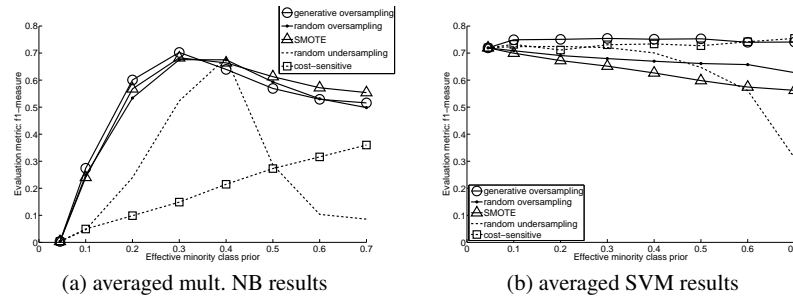 0.8
0.7
0.6
0.5
0.4
0.3
0.2
0.1
0
Evaluation metric: f1−measure
generative oversampling
random oversampling
SMOTE
random undersampling
cost−sensitive
0 0.1 0.2 0.3 0.4 0.5 0.6 0.7
Effective minority class prior
(a) averaged mult. NB results
0.8
0.7
0.6
0.5
0.4
0.3
0.2
0.1
0
Evaluation metric: f1−measure
generative oversampling
random oversampling
SMOTE
random undersampling
cost−sensitive
0 0.1 0.2 0.3 0.4 0.5 0.6
Effective minority class prior
(b) averaged SVM results